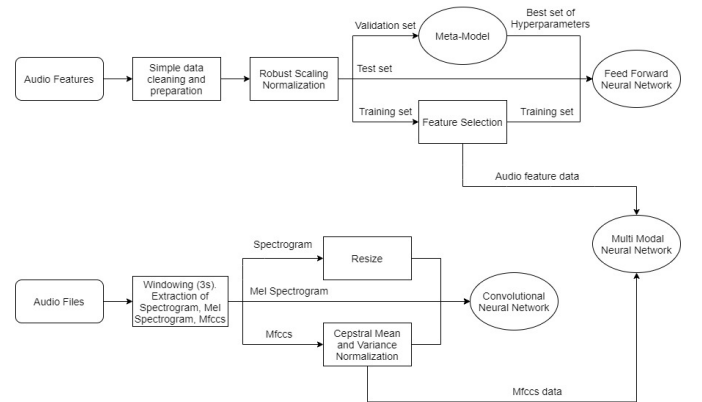 Best set of
Hyperparameters
Validation set
Meta-Model
Audio Features
Simple data
cleaning and
preparation
Robust Scaling
Normalization
Test set
Feed Forward
Neural Network
Training set
Feature Selection
Training set
Audio feature data
Multi Modal
Neural Network
Spectrogram
Resize
Audio Files
Windowing (3s).
Extraction of
Spectrogram, Mel
Spectrogram, Mfccs
Mel Spectrogram
Convolutional
Neural Network
Mfccs
Cepstral Mean
and Variance
Normalization
Mfccs data